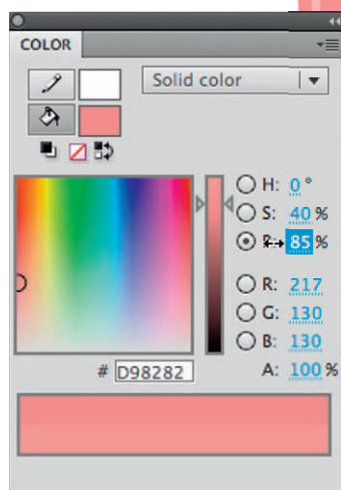 COLOR
Solid color
H: 0 °
S: 40 %
85 %
R: 217
G: 130
B: 130
# D98282
A: 100 %